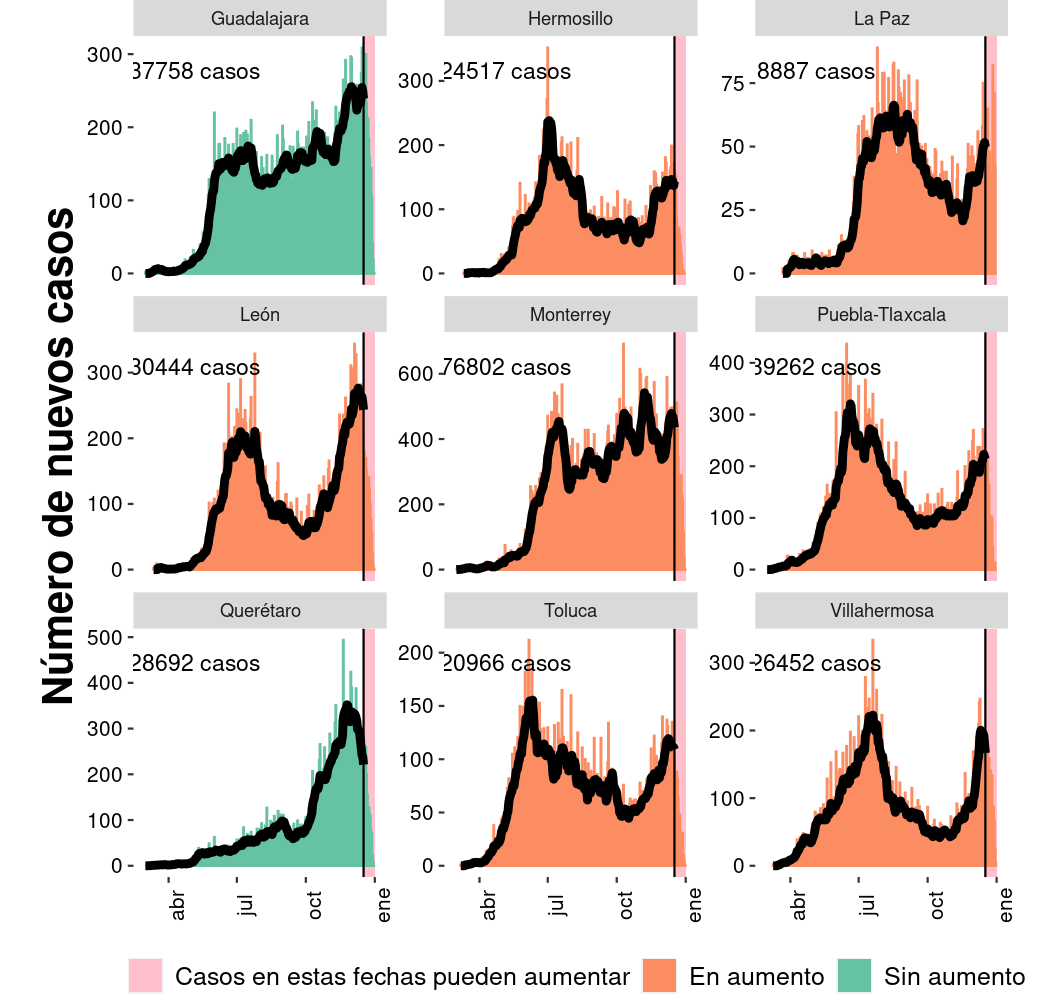 Guadalajara
Hermosillo
La Paz
37758 casos
24517 casos
8887 casos
300
200
100
0
300
200
100
0
75
50
25
0
León
Monterrey
Puebla-Tlaxcala
30444 casos
76802 casos
39262 casos
300
200
100
0
600
400
200
0
400
300
200
100
0
Querétaro
Toluca
Villahermosa
28692 casos
20966 casos
26452 casos
500
400
300
200
100
0
200
150
100
50
0
300
200
100
0
abr jul oct ene
abr jul oct ene
abr jul oct ene
Número de nuevos casos
Casos en estas fechas pueden aumentar
En aumento
Sin aumento